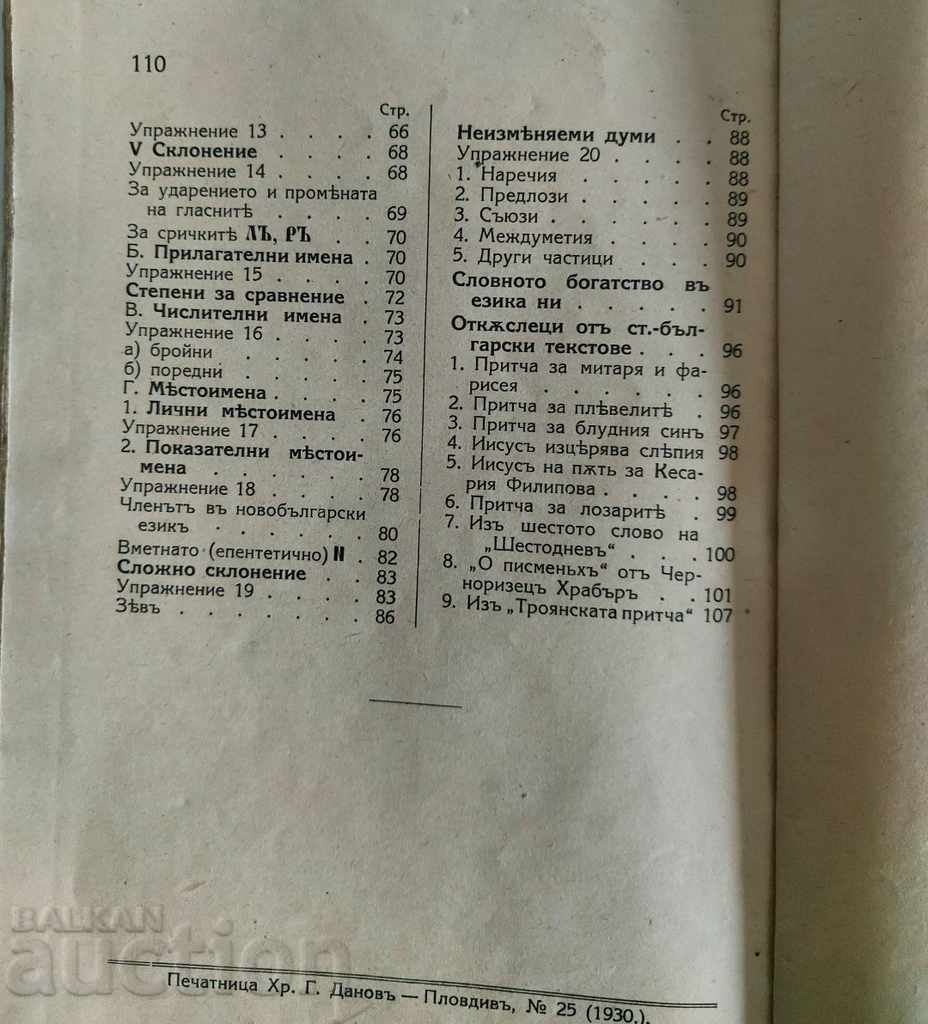 110
Стр.
Упражнение 13 . . . . 66
V Склонение . . . . 68
Упражнение 14 . . . . 68
За ударението и промѣната
на гласнитѣ . . . . 69
За сричкитѣ ЛЪ, РЪ . . 70
Б. Прилагателни имена . 70
Упражнение 15 . . . . 70
Степени за сравнение . 72
В. Числителни имена . 73
Упражнение 16 . . . . 73
а) бройни . . . . . 74
б) поредни . . . . . 75
Г. Мѣстоимена . . . . 75
1. Лични мѣстоимена . 76
Упражнение 17 . . . . 76
2. Показателни мѣстои-
мена . . . . . 78
Упражнение 18 . . . . 78
Членътъ въ новобългарски
езикъ . . . . . 80
Вметнато (епентетично) И . 82
Сложно склонение . . 83
Упражнение 19 . . . . 83
Зѣвъ . . . . . . 86
Стр.
Неизмѣняеми думи . . 88
Упражнение 20 . . . . 88
1. Наречия . . . . . 88
2. Предлози . . . . . 89
3. Съюзи . . . . . . 89
4. Междуметия . . . . 90
5. Други частици . . . 90
Словното богатство въ
езика ни . . . . . 91
Откѫслеци отъ ст.-бъл-
гарски текстове . . . 96
1. Притча за митаря и фа-
рисея . . . . . . 96
2. Притча за плѣвелитѣ . 96
3. Притча за блудния синъ 97
4. Иисусъ изцѣрява слѣпия 98
5. Иисусъ на пѫть за Кеса-
рия Филипова . . . . 98
6. Притча за лозаритѣ . 99
7. Изъ шестото слово на
„Шестодневъ“ . . . 100
8. „О писменьхъ“ отъ Чер-
норизецъ Храбъръ . . 101
9. Изъ „Троянската притча“ 107
Печатница Хр. Г. Дановъ — Пловдивъ, № 25 (1930.).
BALKAN
auction